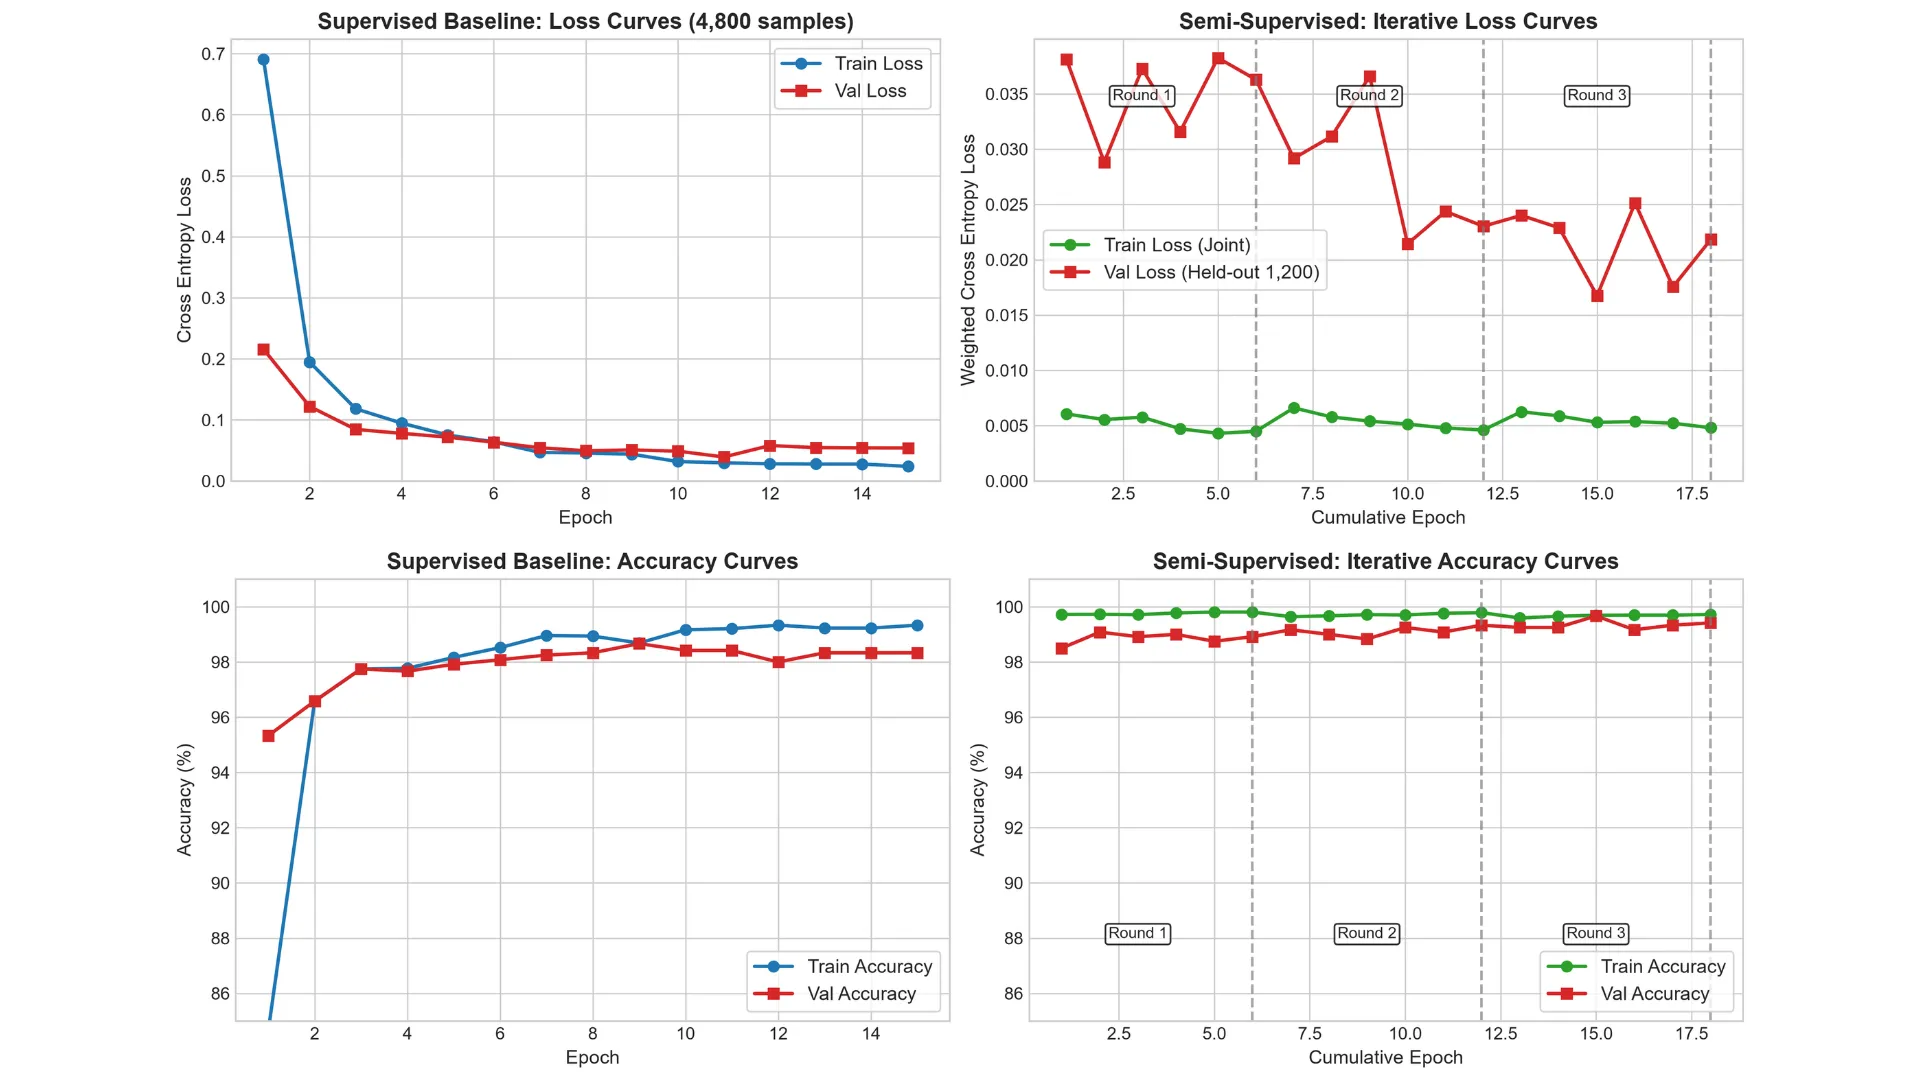 Supervised Baseline: Loss Curves (4,800 samples)
Cross Entropy Loss
0.7
0.6
0.5
0.4
0.3
0.2
0.1
0.0
Train Loss
Val Loss
2 4 6 8 10 12 14
Epoch
Semi-Supervised: Iterative Loss Curves
Weighted Cross Entropy Loss
0.035
0.030
0.025
0.020
0.015
0.010
0.005
0.000
Round 1 Round 2 Round 3
Train Loss (Joint)
Val Loss (Held-out 1,200)
2.5 5.0 7.5 10.0 12.5 15.0 17.5
Cumulative Epoch
Supervised Baseline: Accuracy Curves
Accuracy (%)
100
98
96
94
92
90
88
86
Train Accuracy
Val Accuracy
2 4 6 8 10 12 14
Epoch
Semi-Supervised: Iterative Accuracy Curves
Accuracy (%)
100
98
96
94
92
90
88
86
Round 1 Round 2 Round 3
Train Accuracy
Val Accuracy
2.5 5.0 7.5 10.0 12.5 15.0 17.5
Cumulative Epoch